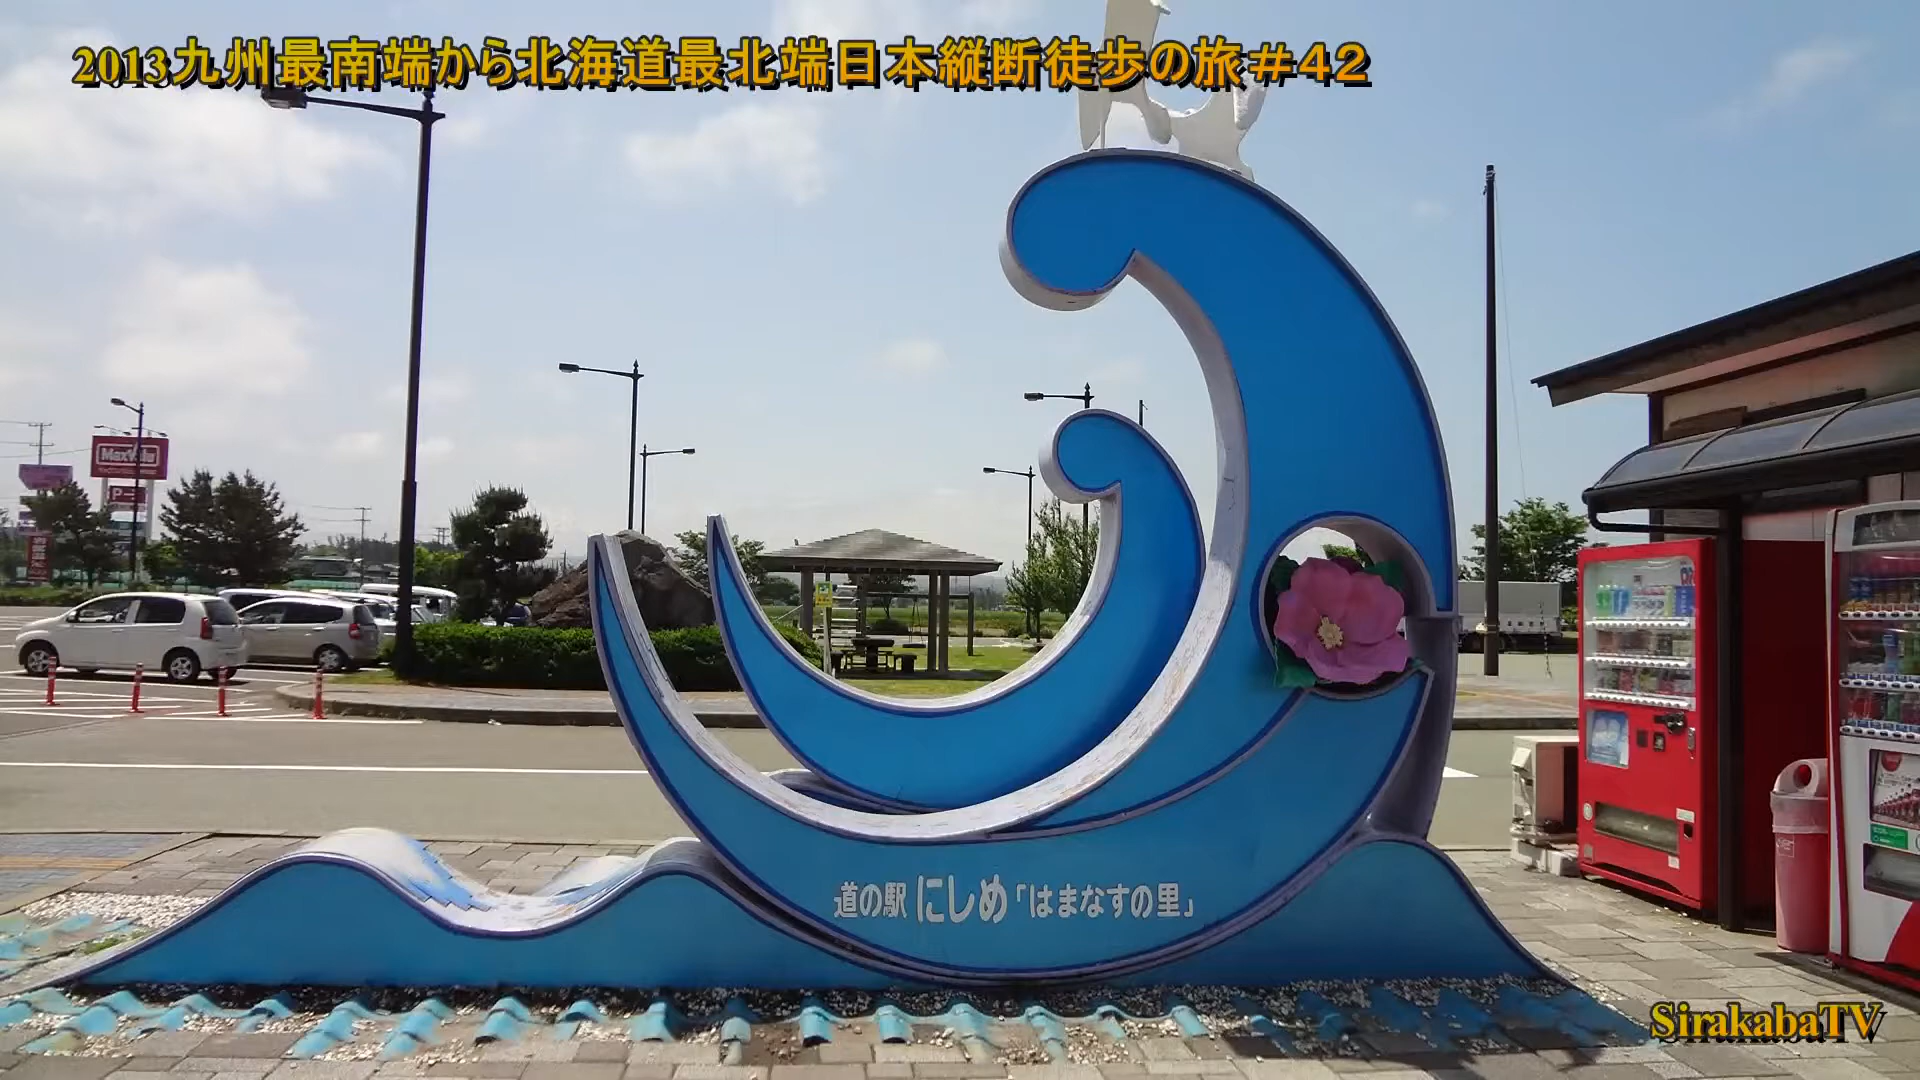 2013九州最南端から北海道最北端日本縦断徒歩の旅＃４２
MaxValu
道の駅 にしめ「はまなすの里」
SirakabaTV